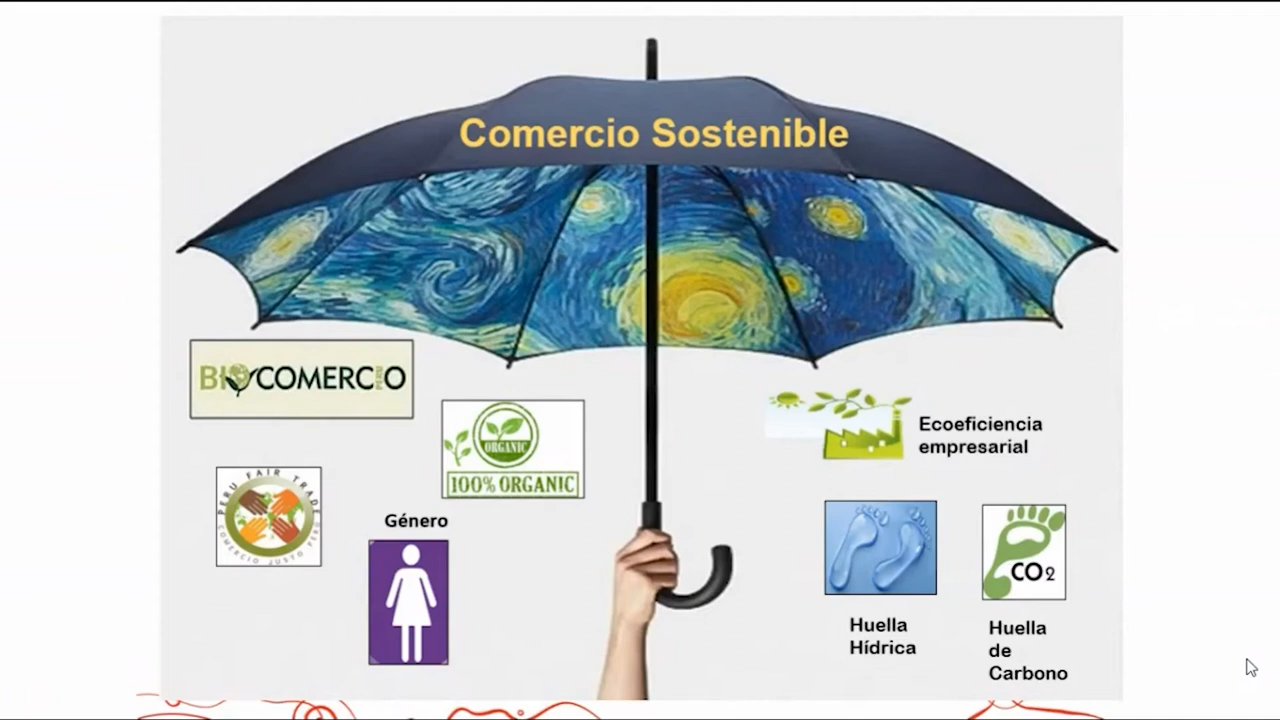 Comercio Sostenible
BIOCOMERCIO
PERU
ORGANIC
100% ORGANIC
PERU FAIR TRADE
COMERCIO JUSTO PERU
Género
Ecoeficiencia
empresarial
CO2
Huella
Hídrica
Huella
de
Carbono